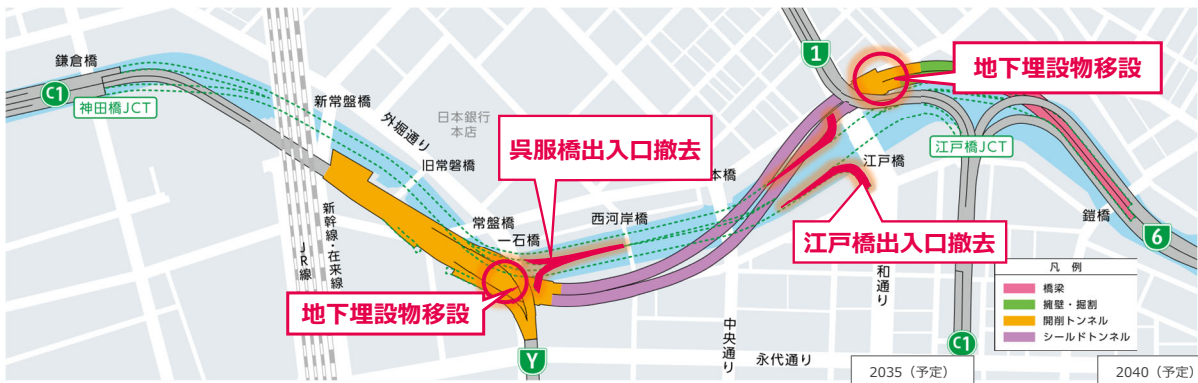 鎌倉橋
C1
神田橋JCT
新常盤橋
外堀通り
日本銀行
本店
旧常磐橋
呉服橋出入口撤去
常盤橋
一石橋
西河岸橋
本橋
1
地下埋設物移設
江戸橋
江戸橋JCT
鎧橋
6
江戸橋出入口撤去
和通り
新幹線・在来線
JR線
地下埋設物移設
Y
中央通り
永代通り
C1
凡 例
橋梁
擁壁・掘割
開削トンネル
シールドトンネル
2035（予定）
2040（予定）